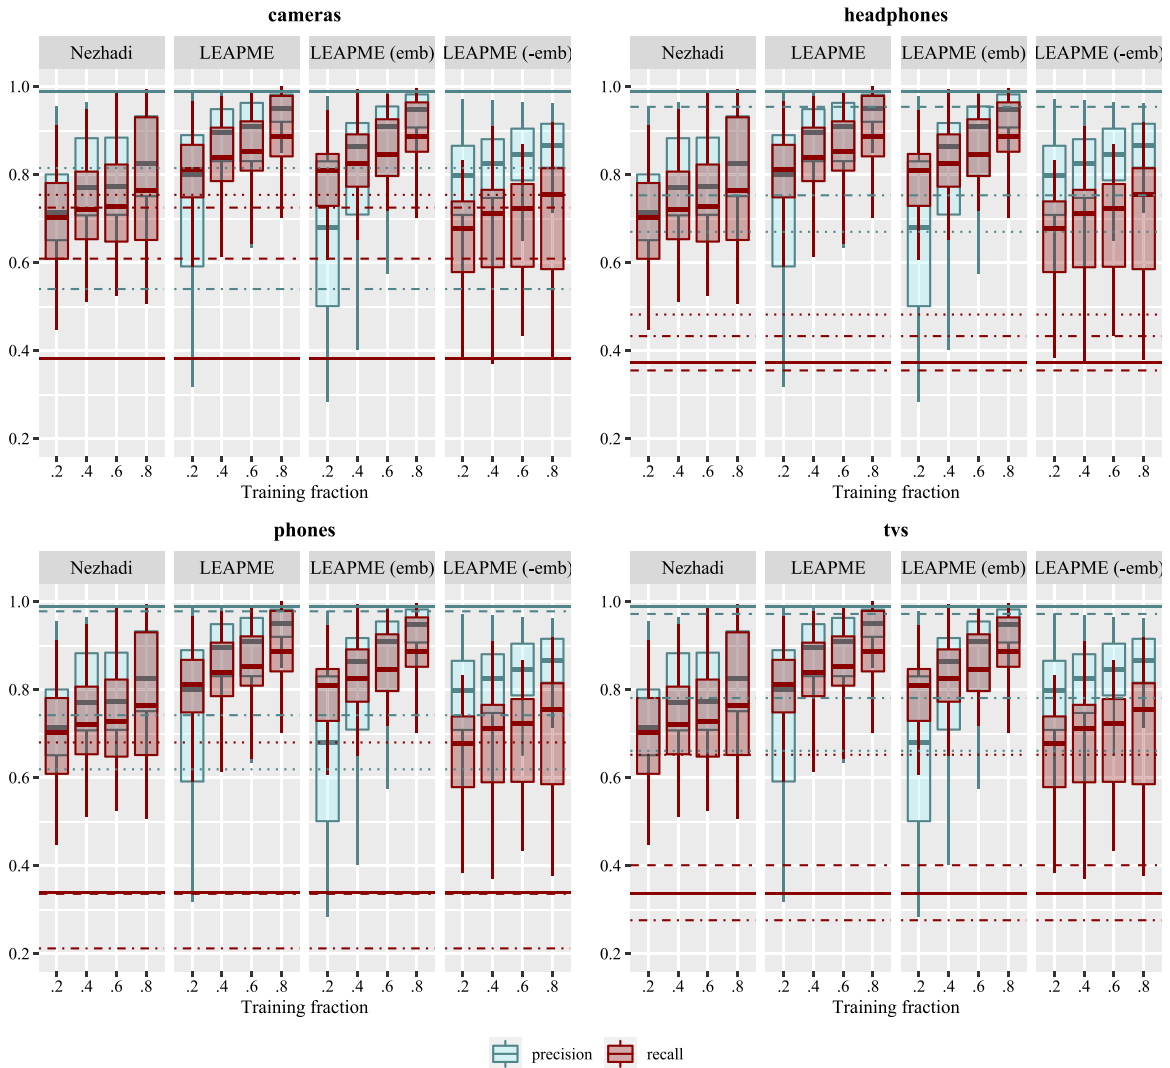 cameras
Nezhadi LEAPME LEAPME (emb) LEAPME (-emb)
1.0
0.8
0.6
0.4
0.2
.2 .4 .6 .8 .2 .4 .6 .8 .2 .4 .6 .8 .2 .4 .6 .8
Training fraction
headphones
Nezhadi LEAPME LEAPME (emb) LEAPME (-emb)
1.0
0.8
0.6
0.4
0.2
.2 .4 .6 .8 .2 .4 .6 .8 .2 .4 .6 .8 .2 .4 .6 .8
Training fraction
phones
Nezhadi LEAPME LEAPME (emb) LEAPME (-emb)
1.0
0.8
0.6
0.4
0.2
.2 .4 .6 .8 .2 .4 .6 .8 .2 .4 .6 .8 .2 .4 .6 .8
Training fraction
tvs
Nezhadi LEAPME LEAPME (emb) LEAPME (-emb)
1.0
0.8
0.6
0.4
0.2
.2 .4 .6 .8 .2 .4 .6 .8 .2 .4 .6 .8 .2 .4 .6 .8
Training fraction
precision recall